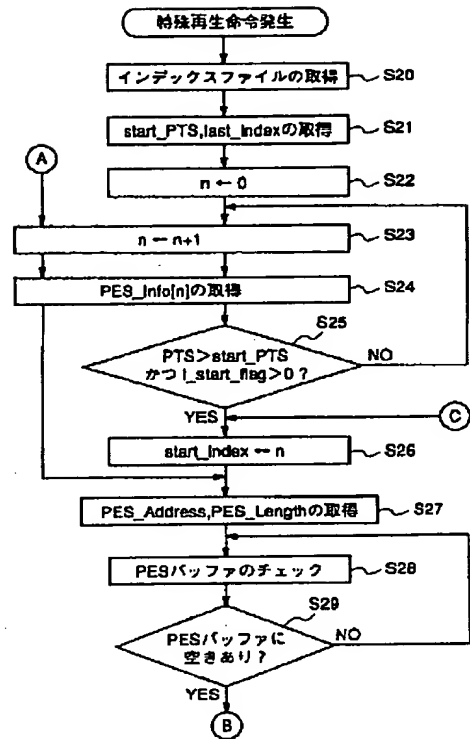 特殊再生命令発生
インデックスファイルの取得
S20
start_PTS,last_indexの取得
S21
A
n ← 0
S22
n ← n+1
S23
PES_info[n]の取得
S24
S25
PTS>start_PTS
かつ I_start_flag>0 ?
NO
YES
C
start_index ← n
S26
PES_Address,PES_Lengthの取得
S27
PESバッファのチェック
S28
S29
PESバッファに
空きあり?
NO
YES
B